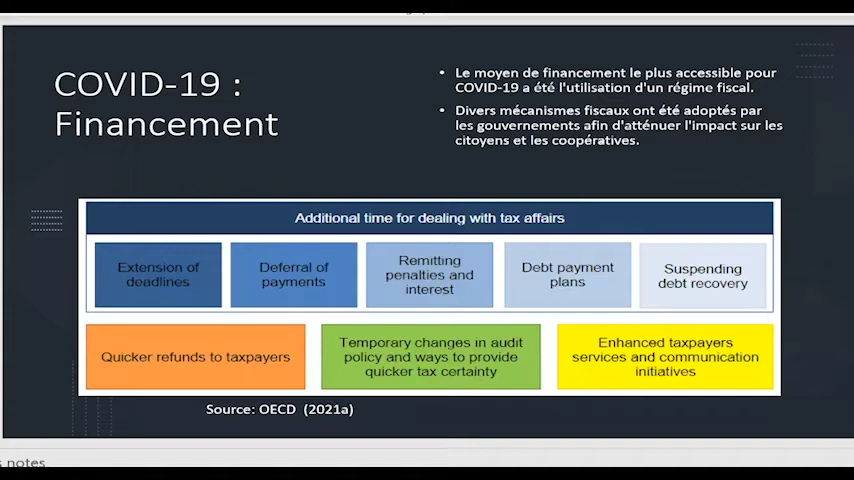 COVID-19 :
Financement
• Le moyen de financement le plus accessible pour
COVID-19 a été l'utilisation d'un régime fiscal.
• Divers mécanismes fiscaux ont été adoptés par
les gouvernements afin d'atténuer l'impact sur les
citoyens et les coopératives.
Additional time for dealing with tax affairs
Extension of
deadlines
Deferral of
payments
Remitting
penalties and
interest
Debt payment
plans
Suspending
debt recovery
Quicker refunds to taxpayers
Temporary changes in audit
policy and ways to provide
quicker tax certainty
Enhanced taxpayers
services and communication
initiatives
Source: OECD (2021a)
notes